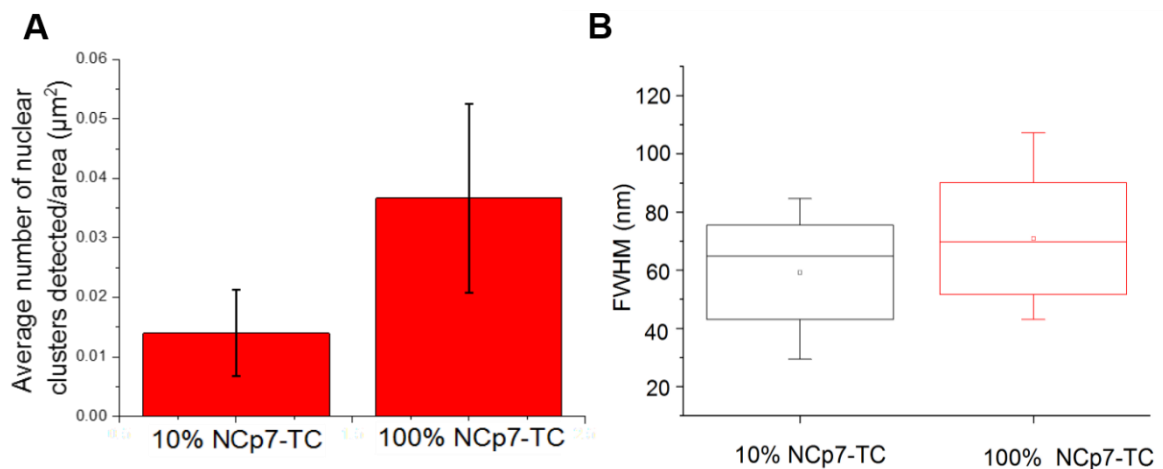 A
Average number of nuclear
clusters detected/area (µm²)
0.06
0.05
0.04
0.03
0.02
0.01
0.00
10% NCp7-TC
100% NCp7-TC
B
FWHM (nm)
120
100
80
60
40
20
10% NCp7-TC
100% NCp7-TC